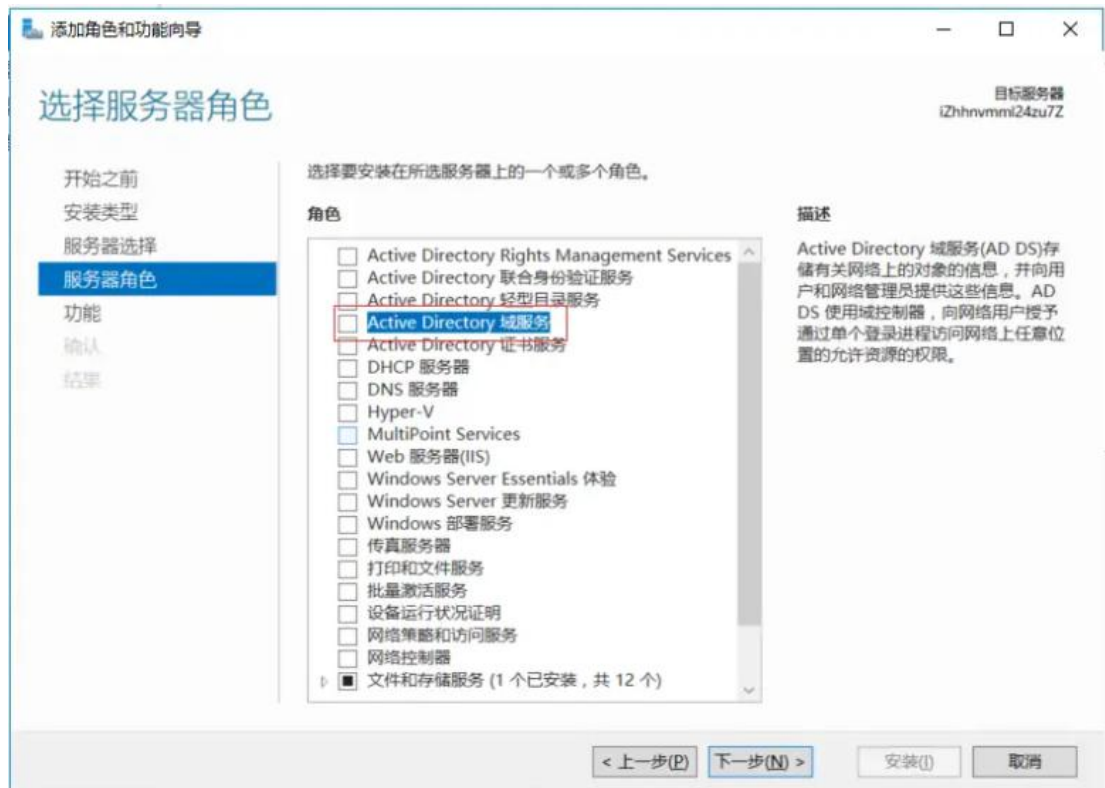 添加角色和功能向导
选择服务器角色
目标服务器
iZhhnvmmi24zu7Z
开始之前
安装类型
服务器选择
服务器角色
功能
确认
结果
选择要安装在所选服务器上的一个或多个角色。
角色
Active Directory Rights Management Services
Active Directory 联合身份验证服务
Active Directory 轻型目录服务
Active Directory 域服务
Active Directory 证书服务
DHCP 服务器
DNS 服务器
Hyper-V
MultiPoint Services
Web 服务器(IIS)
Windows Server Essentials 体验
Windows Server 更新服务
Windows 部署服务
传真服务器
打印和文件服务
批量激活服务
设备运行状况证明
网络策略和访问服务
网络控制器
文件和存储服务 (1 个已安装，共 12 个)
描述
Active Directory 域服务(AD DS)存
储有关网络上的对象的信息，并向用
户和网络管理员提供这些信息。AD
DS 使用域控制器，向网络用户授予
通过单个登录进程访问网络上任意位
置的允许资源的权限。
< 上一步(P)
下一步(N) >
安装(I)
取消